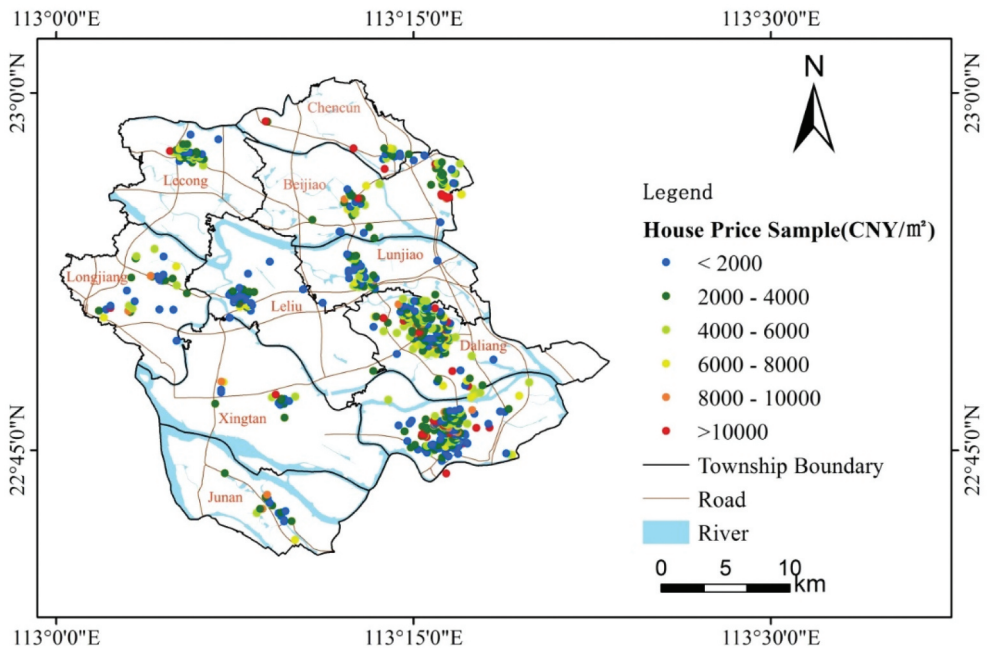 113°0'0"E 113°15'0"E 113°30'0"E
23°0'0"N
23°0'0"N
N
Chencun
Lecong
Beijiao
Legend
House Price Sample(CNY/㎡)
Lunjiao
< 2000
Longjiang
2000 - 4000
Leliu
4000 - 6000
Daliang
6000 - 8000
8000 - 10000
Xingtan
>10000
22°45'0"N
22°45'0"N
Township Boundary
Junan
Road
River
0 5 10
km
113°0'0"E 113°15'0"E 113°30'0"E